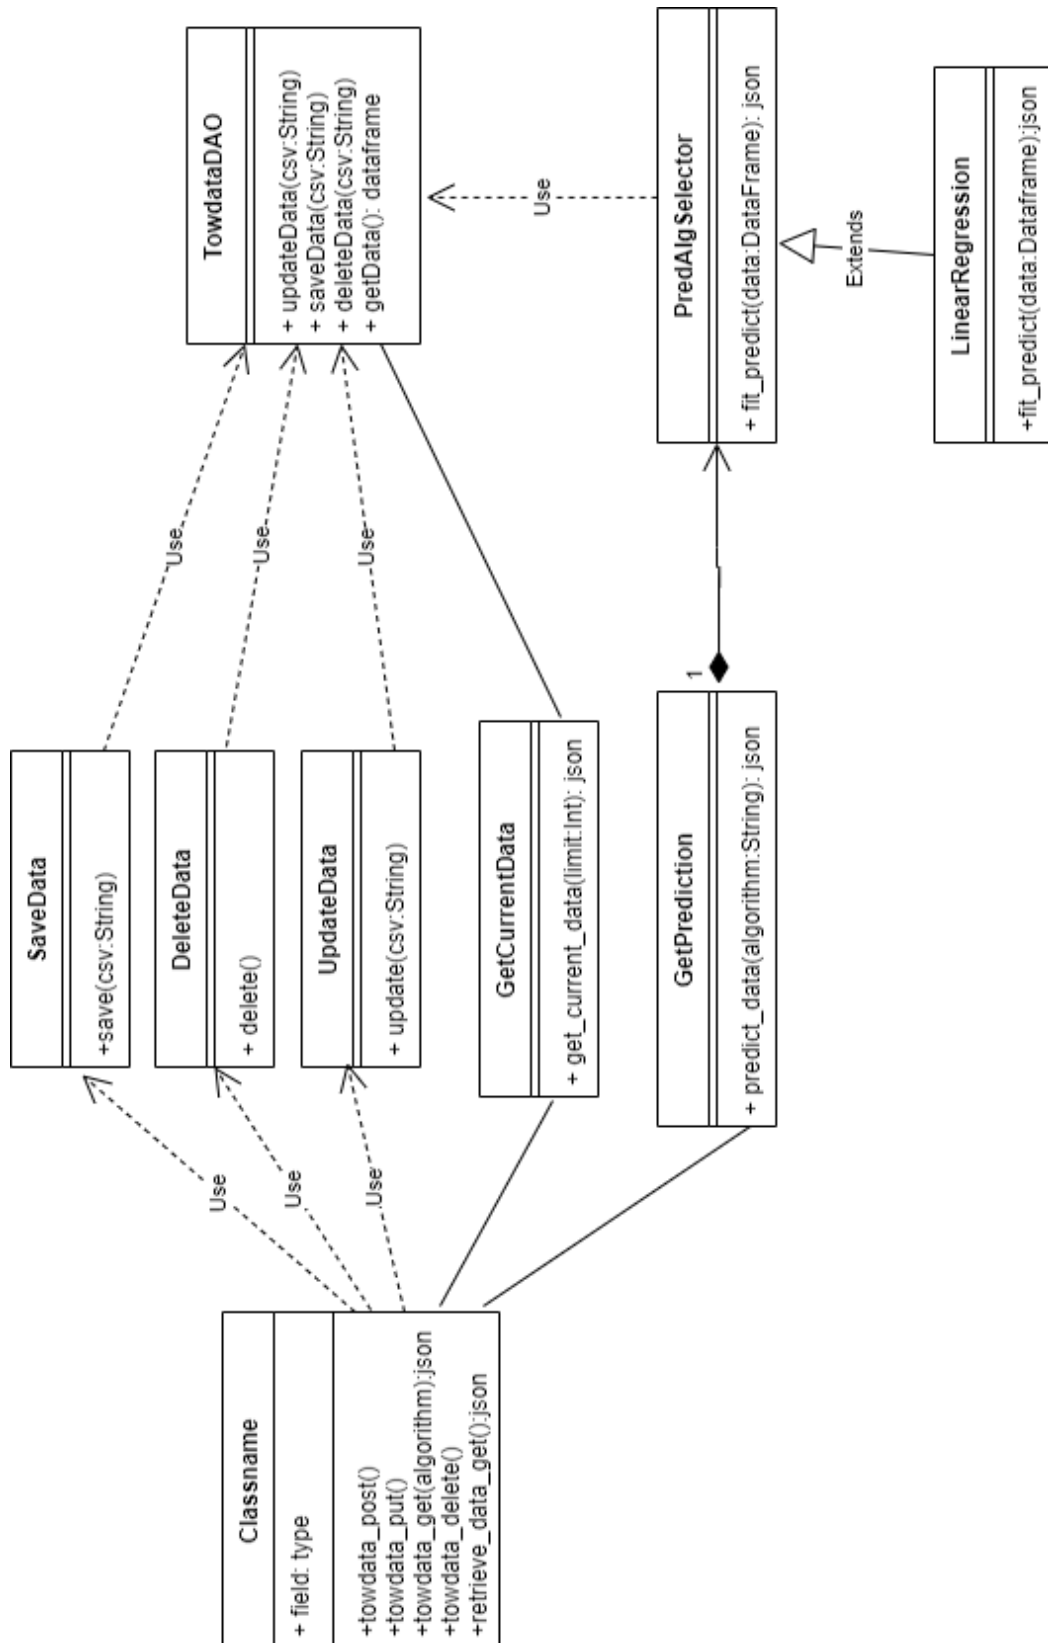 Classname
+ field: type
+towdata_post()
+towdata_put()
+towdata_get(algorithm):json
+towdata_delete()
+retrieve_data_get():json
Use
Use
Use
SaveData
+save(csv:String)
DeleteData
+ delete()
UpdateData
+ update(csv:String)
GetCurrentData
+ get_current_data(limit:Int): json
GetPrediction
+ predict_data(algorithm:String): json
1
Use
Use
Use
TowdataDAO
+ updateData(csv:String)
+ saveData(csv:String)
+ deleteData(csv:String)
+ getData(): dataframe
Use
PredAlgSelector
+ fit_predict(data:DataFrame): json
Extends
LinearRegression
+fit_predict(data:Dataframe):json